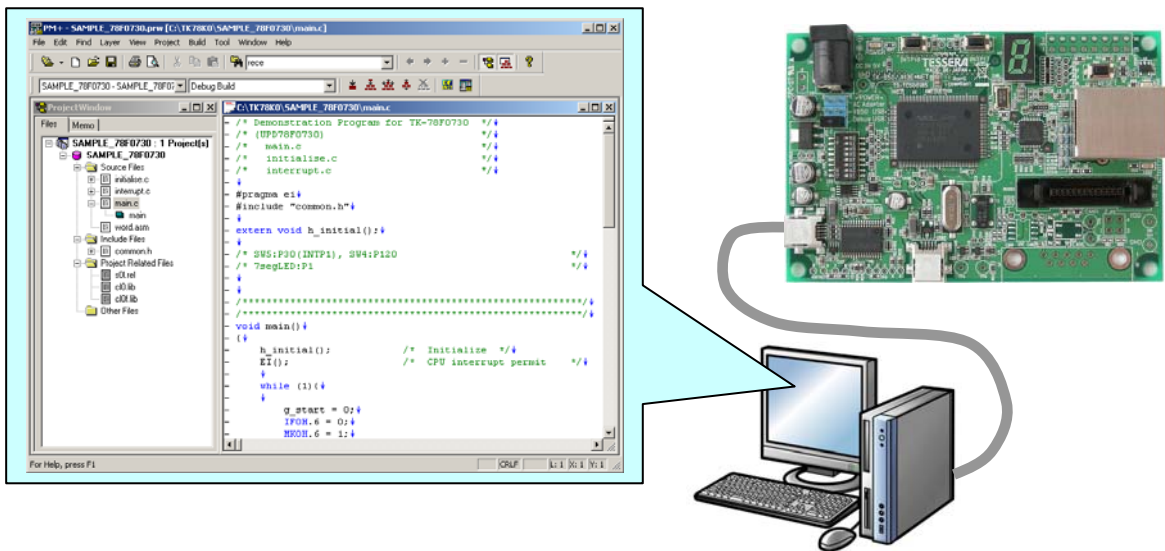 PM+ - SAMPLE_78F0730.prw [C:\TK78K0\SAMPLE_78F0730\main.c]
File Edit Find Layer View Project Build Tool Window Help
rece
SAMPLE_78F0730 - SAMPLE_78F0
Debug Build
ProjectWindow
Files Memo
SAMPLE_78F0730 : 1 Project(s)
SAMPLE_78F0730
Source Files
initialise.c
interrupt.c
main.c
main
word.asm
Include Files
common.h
Project Related Files
s0l.rel
cl0.lib
cl0f.lib
Other Files
C:\TK78K0\SAMPLE_78F0730\main.c
/* Demonstration Program for TK-78F0730 */
/* (UPD78F0730) */
/* main.c */
/* initialise.c */
/* interrupt.c */
#pragma ei
#include "common.h"
extern void h_initial();
/* SW5:P30(INTP1), SW4:P120 */
/* 7segLED:P1 */
/**********************************************************/
/**********************************************************/
void main()
{
h_initial(); /* Initialize */
EI(); /* CPU interrupt permit */
while (1){
g_start = 0;
IF0H.6 = 0;
MK0H.6 = 1;
For Help, press F1
CRLF L: 1 X: 1 Y: 1
TESSERA